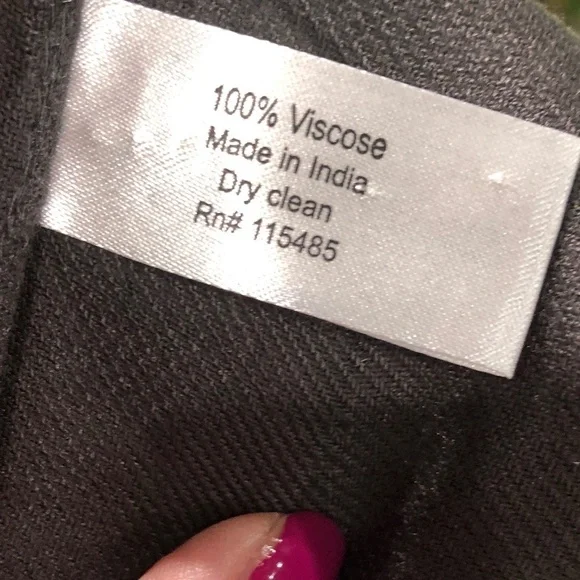 100% Viscose
Made in India
Dry clean
Rn# 115485